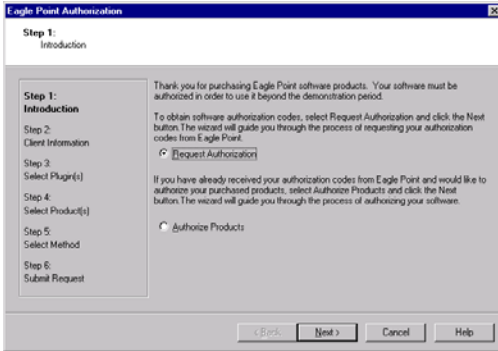 Eagle Point Authorization
Step 1:
Introduction
Step 1:
Introduction
Step 2:
Client Information
Step 3:
Select Plugin(s)
Step 4:
Select Product(s)
Step 5:
Select Method
Step 6:
Submit Request
Thank you for purchasing Eagle Point software products. Your software must be
authorized in order to use it beyond the demonstration period.
To obtain software authorization codes, select Request Authorization and click the Next
button.The wizard will guide you through the process of requesting your authorization
codes from Eagle Point.
Request Authorization
If you have already received your authorization codes from Eagle Point and would like to
authorize your purchased products, select Authorize Products and click the Next
button.The wizard will guide you through the process of authorizing your software.
Authorize Products
< Back
Next >
Cancel
Help